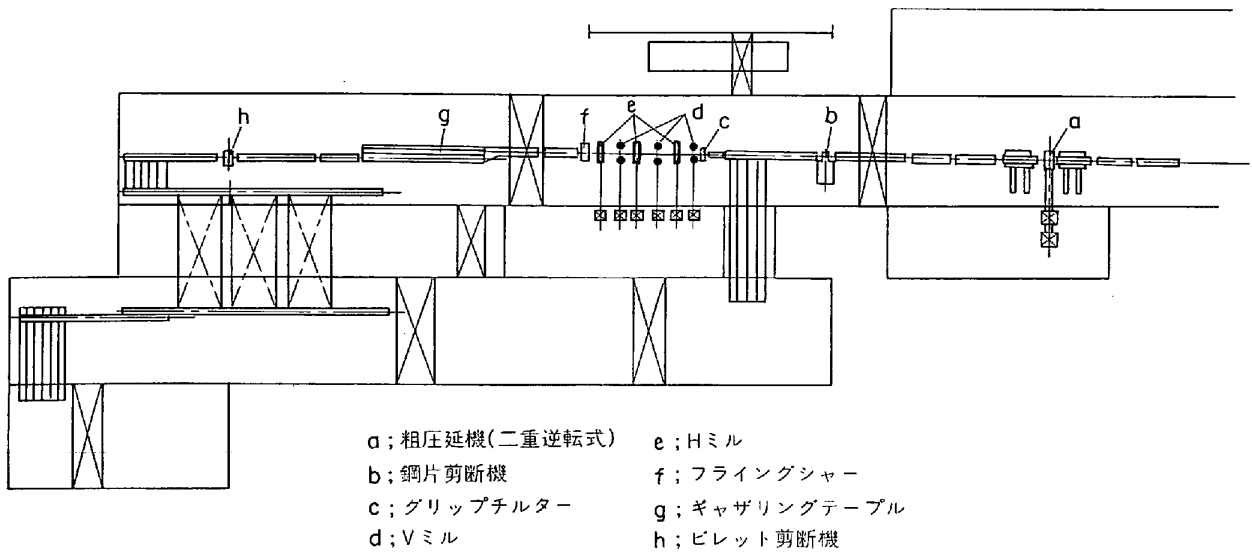 h
g
f
e
d
c
b
a
a；粗圧延機(二重逆転式)
b；鋼片剪断機
c；グリップチルター
d；Vミル
e；Hミル
f；フライングシャー
g；ギャザリングテーブル
h；ビレット剪断機